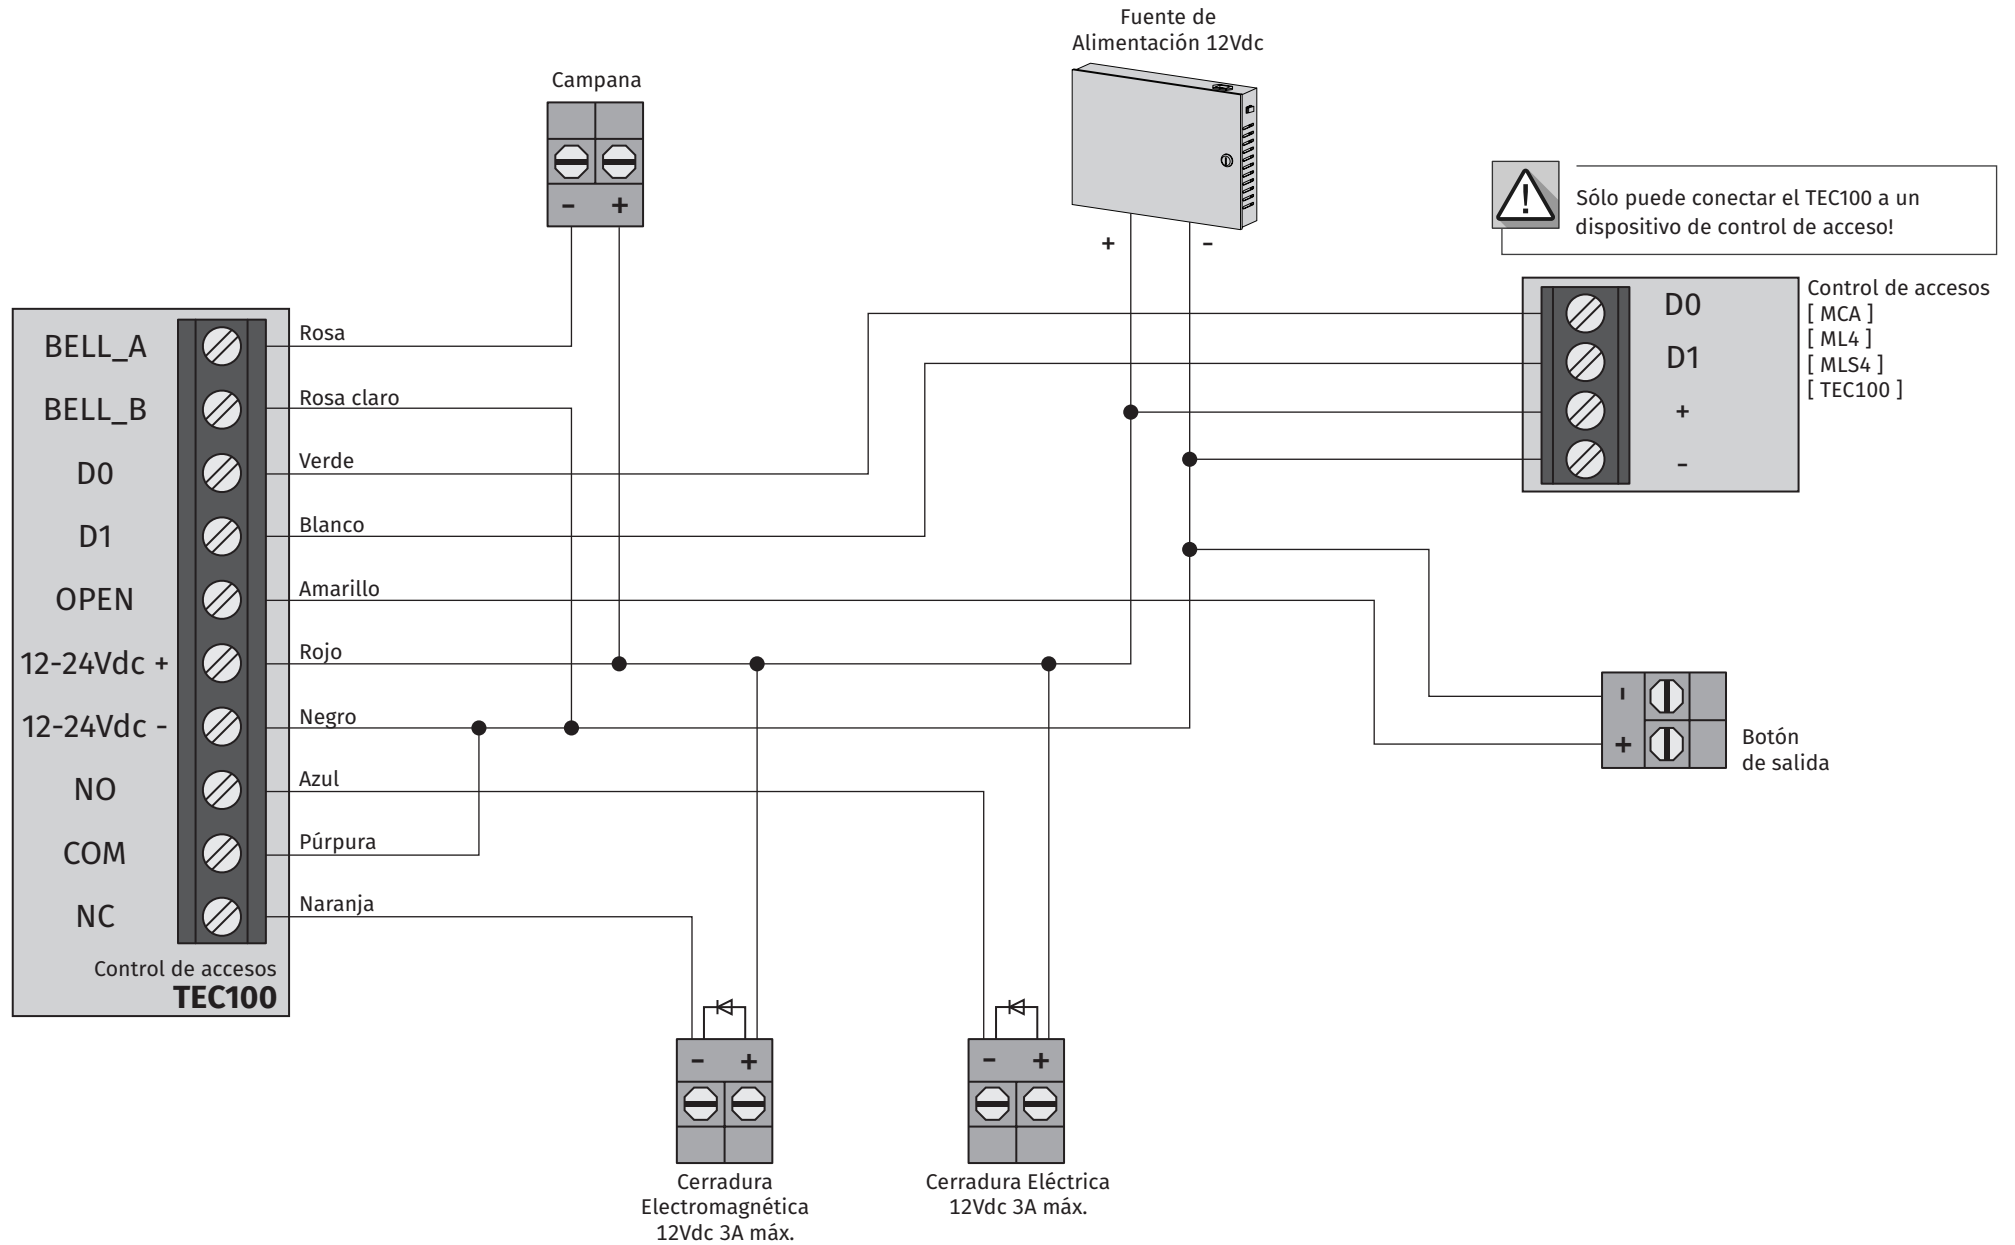 Fuente de
Alimentación 12Vdc
Campana
- +
+ -
Sólo puede conectar el TEC100 a un
dispositivo de control de acceso!
Control de accesos
[ MCA ]
[ ML4 ]
[ MLS4 ]
[ TEC100 ]
D0
D1
+
-
BELL_A
Rosa
BELL_B
Rosa claro
D0
Verde
D1
Blanco
OPEN
Amarillo
12-24Vdc +
Rojo
12-24Vdc -
Negro
NO
Azul
COM
Púrpura
NC
Naranja
Control de accesos
TEC100
-
+
Botón
de salida
- +
Cerradura
Electromagnética
12Vdc 3A máx.
- +
Cerradura Eléctrica
12Vdc 3A máx.